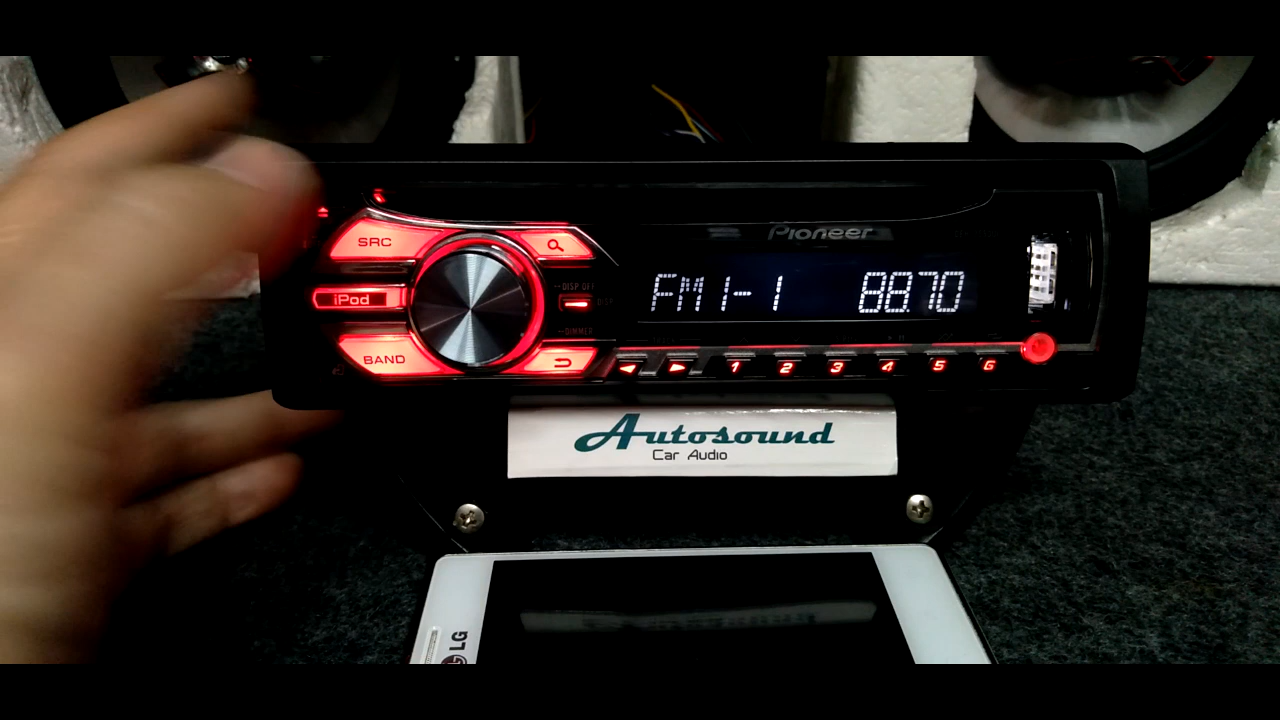 Pioneer
SRC
iPod
BAND
DISP OFF
DISP
DIMMER
FM1-1 88.70
1 2 3 4 5 6
Autosound
Car Audio
LG